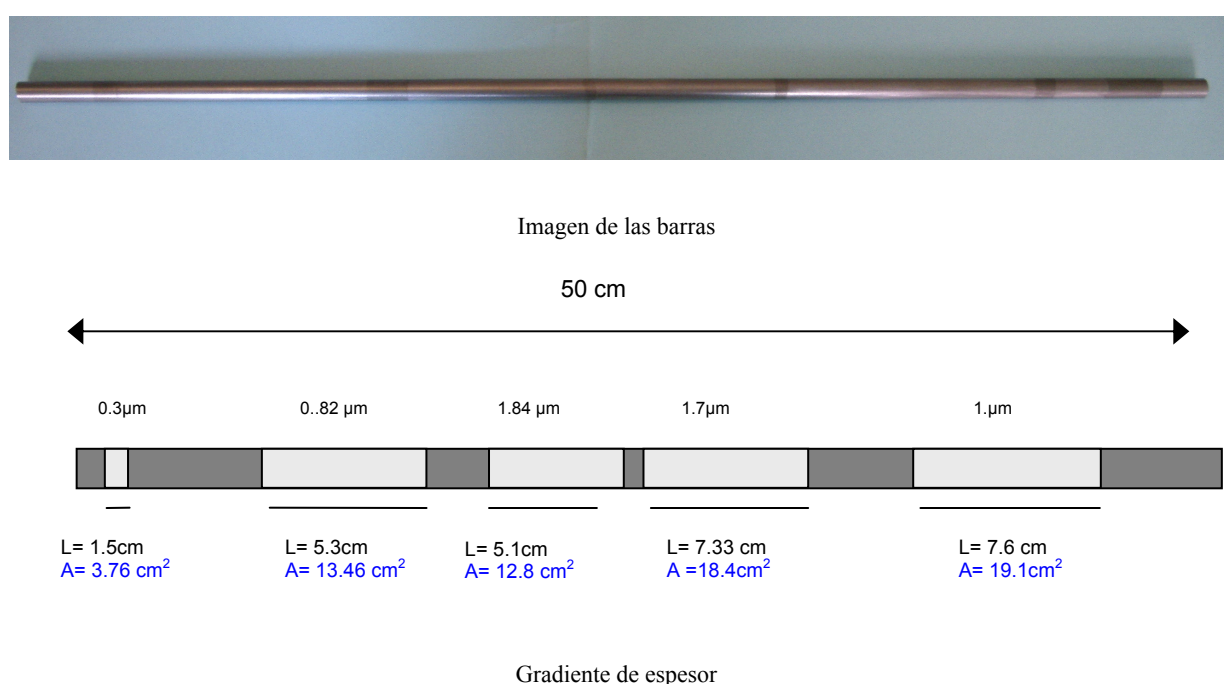 Imagen de las barras
50 cm
0.3μm 0..82 μm 1.84 μm 1.7μm 1.μm
L= 1.5cm L= 5.3cm L= 5.1cm L= 7.33 cm L= 7.6 cm
A= 3.76 cm² A= 13.46 cm² A= 12.8 cm² A =18.4cm² A= 19.1cm²
Gradiente de espesor